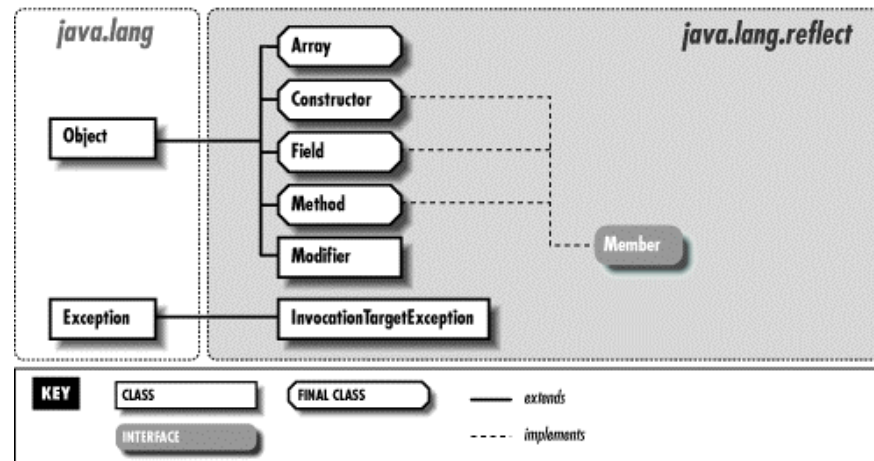 java.lang
java.lang.reflect
Array
Constructor
Object
Field
Method
Member
Modifier
Exception
InvocationTargetException
KEY
CLASS
FINAL CLASS
extends
INTERFACE
implements